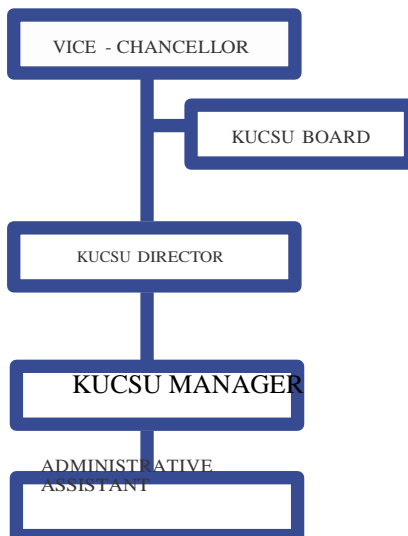 VICE - CHANCELLOR
KUCSU BOARD
KUCSU DIRECTOR
KUCSU MANAGER
ADMINISTRATIVE
ASSISTANT